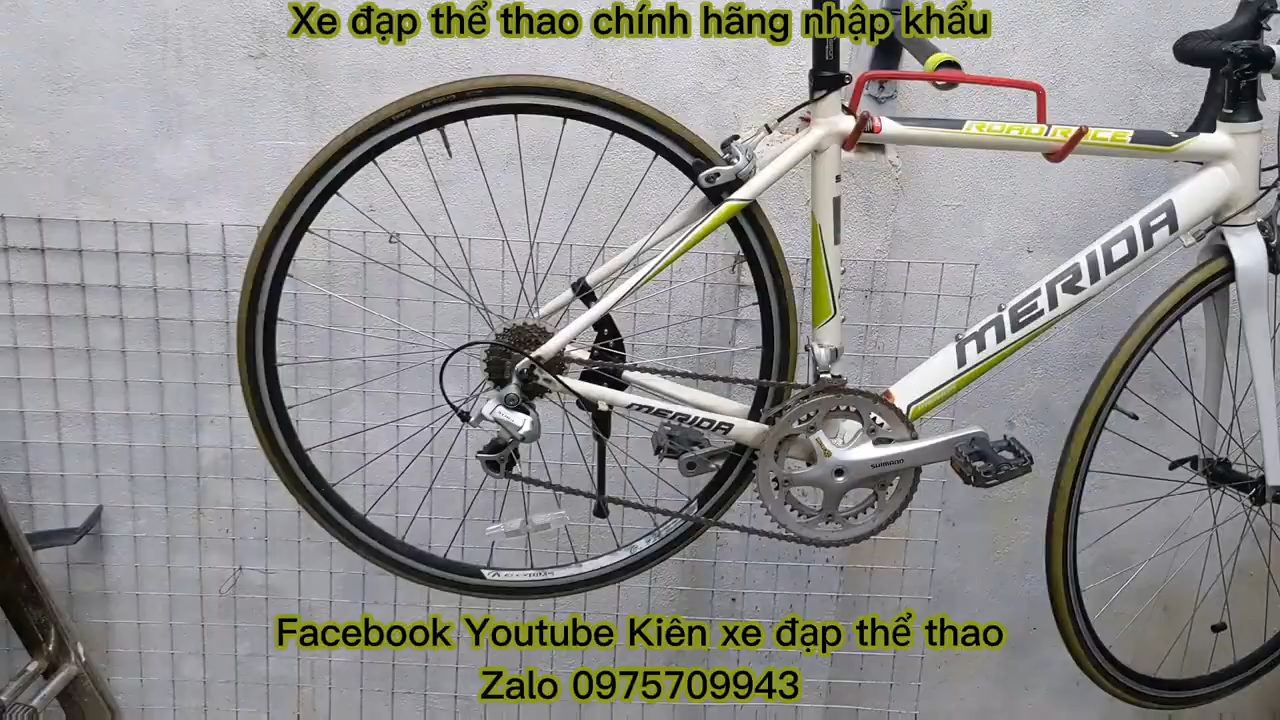 Xe đạp thể thao chính hãng nhập khẩu
ROAD RACE
MERIDA
MERIDA
SHIMANO
Facebook Youtube Kiên xe đạp thể thao
Zalo 0975709943